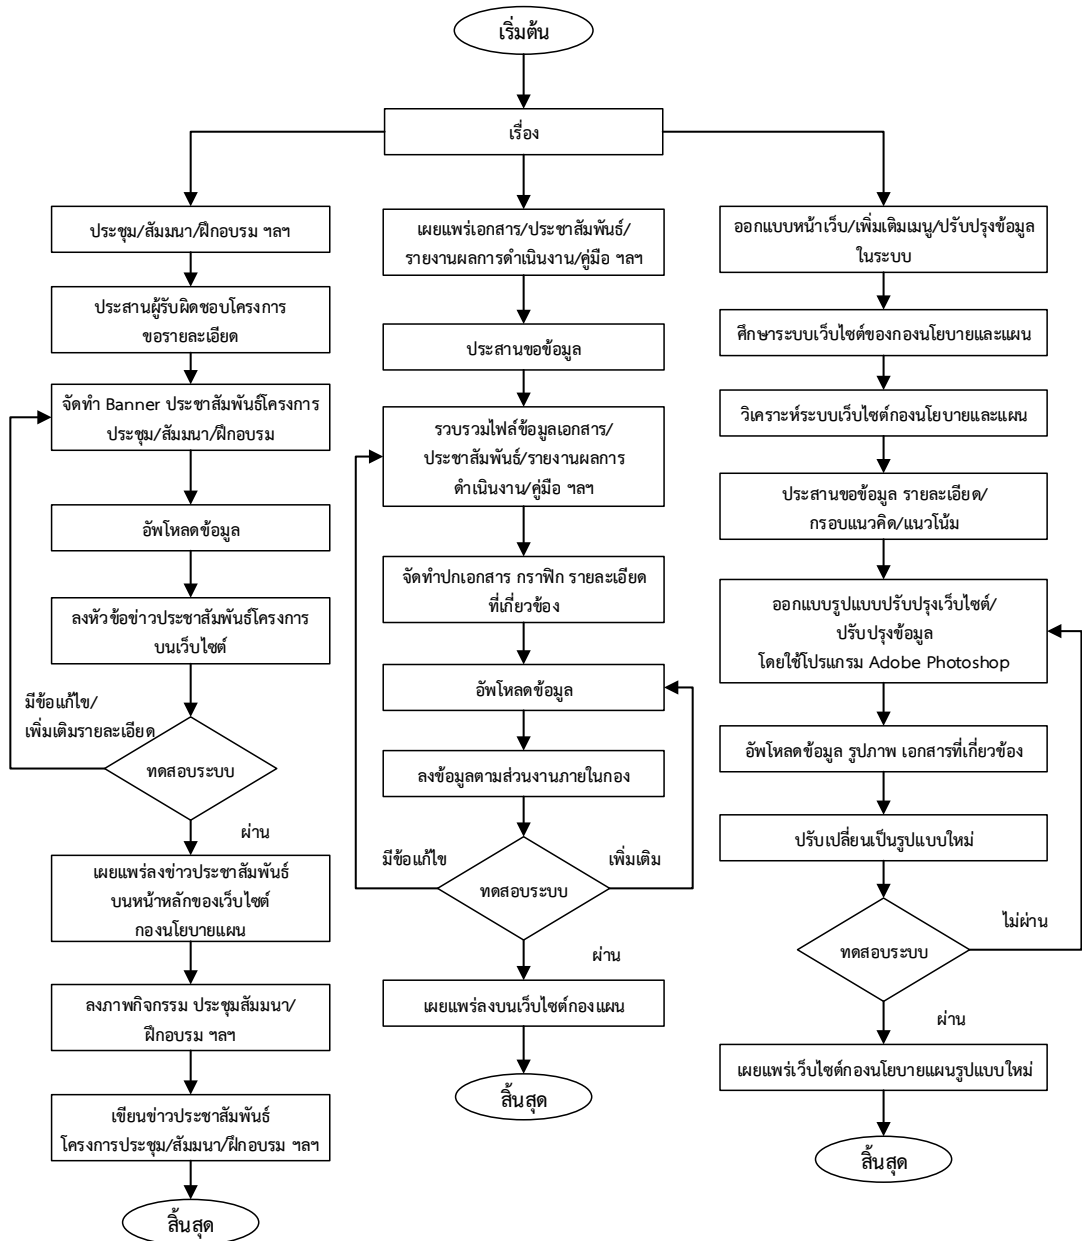 เริ่มต้น
เรื่อง
ประชุม/สัมมนา/ฝึกอบรม ฯลฯ
ประสานผู้รับผิดชอบโครงการ
ขอรายละเอียด
จัดทำ Banner ประชาสัมพันธ์โครงการ
ประชุม/สัมมนา/ฝึกอบรม
อัพโหลดข้อมูล
ลงหัวข้อข่าวประชาสัมพันธ์โครงการ
บนเว็บไซต์
มีข้อแก้ไข/
เพิ่มเติมรายละเอียด
ทดสอบระบบ
ผ่าน
เผยแพร่ลงข่าวประชาสัมพันธ์
บนหน้าหลักของเว็บไซต์
กองนโยบายแผน
ลงภาพกิจกรรม ประชุมสัมมนา/
ฝึกอบรม ฯลฯ
เขียนข่าวประชาสัมพันธ์
โครงการประชุม/สัมมนา/ฝึกอบรม ฯลฯ
สิ้นสุด
เผยแพร่เอกสาร/ประชาสัมพันธ์/
รายงานผลการดำเนินงาน/คู่มือ ฯลฯ
ประสานขอข้อมูล
รวบรวมไฟล์ข้อมูลเอกสาร/
ประชาสัมพันธ์/รายงานผลการ
ดำเนินงาน/คู่มือ ฯลฯ
จัดทำปกเอกสาร กราฟิก รายละเอียด
ที่เกี่ยวข้อง
อัพโหลดข้อมูล
ลงข้อมูลตามส่วนงานภายในกอง
มีข้อแก้ไข
เพิ่มเติม
ทดสอบระบบ
ผ่าน
เผยแพร่ลงบนเว็บไซต์กองแผน
สิ้นสุด
ออกแบบหน้าเว็บ/เพิ่มเติมเมนู/ปรับปรุงข้อมูล
ในระบบ
ศึกษาระบบเว็บไซต์ของกองนโยบายและแผน
วิเคราะห์ระบบเว็บไซต์กองนโยบายและแผน
ประสานขอข้อมูล รายละเอียด/
กรอบแนวคิด/แนวโน้ม
ออกแบบรูปแบบปรับปรุงเว็บไซต์/
ปรับปรุงข้อมูล
โดยใช้โปรแกรม Adobe Photoshop
อัพโหลดข้อมูล รูปภาพ เอกสารที่เกี่ยวข้อง
ปรับเปลี่ยนเป็นรูปแบบใหม่
ไม่ผ่าน
ทดสอบระบบ
ผ่าน
เผยแพร่เว็บไซต์กองนโยบายแผนรูปแบบใหม่
สิ้นสุด